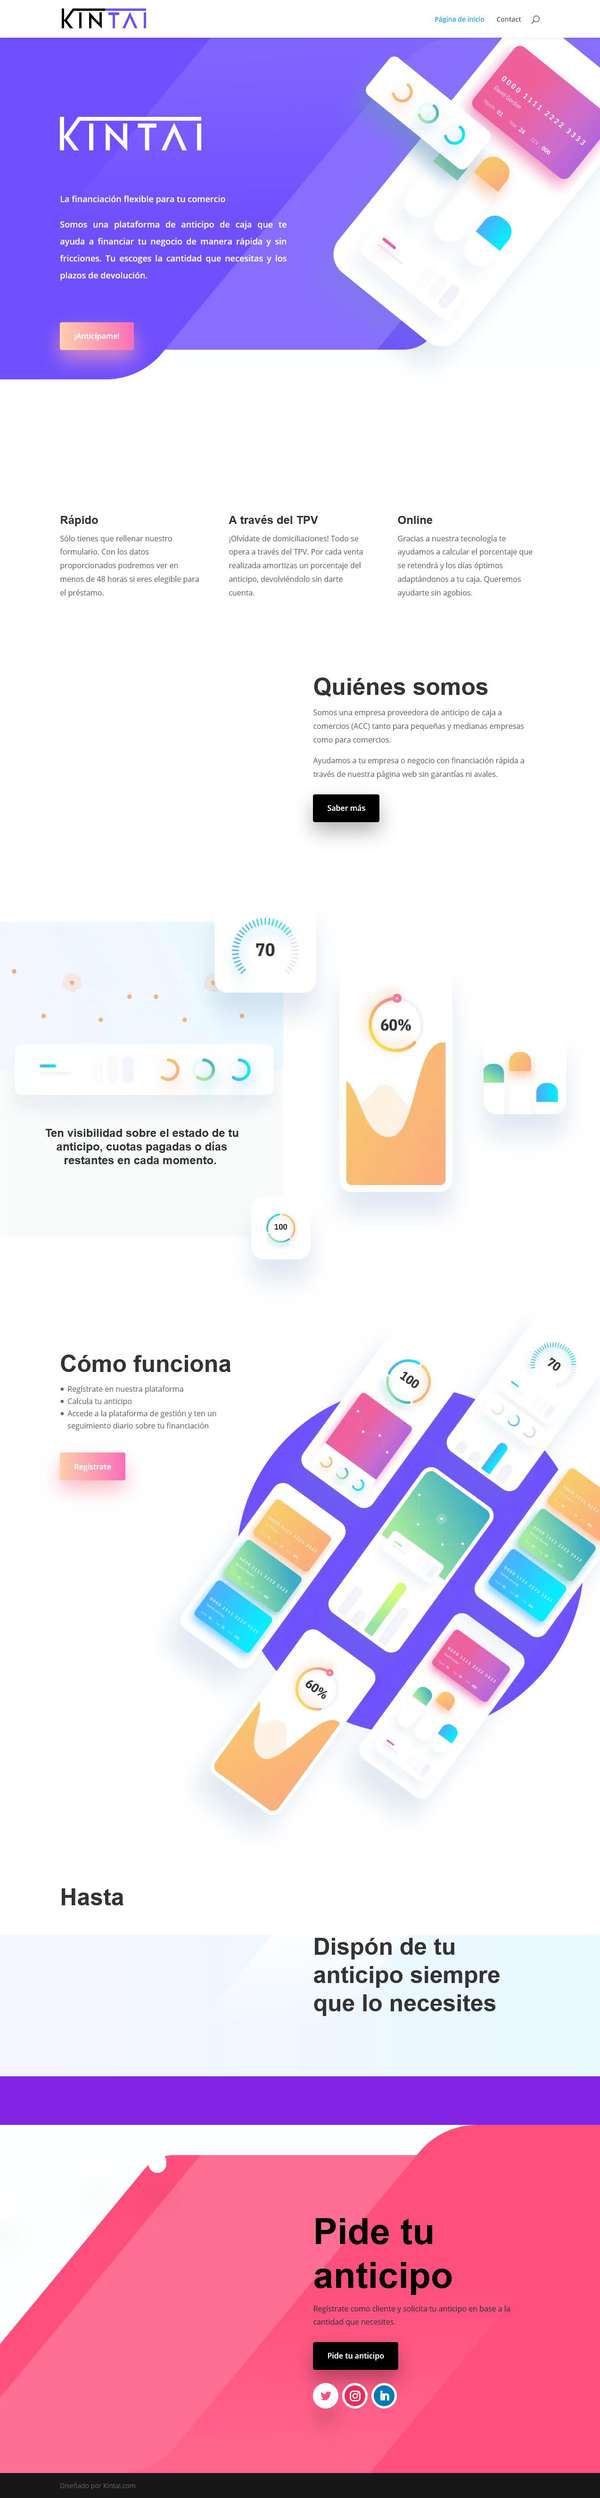 KINTAI
Página de inicio
Contact
KINTAI
0000 1111 2222 3333
La financiación flexible para tu comercio
Somos una plataforma de anticipo de caja que te
ayuda a financiar tu negocio de manera rápida y sin
fricciones. Tu escoges la cantidad que necesitas y los
plazos de devolución.
¡Anticípame!
Rápido
Sólo tienes que rellenar nuestro
formulario. Con los datos
proporcionados podremos ver en
menos de 48 horas si eres elegible para
el préstamo.
A través del TPV
¡Olvídate de domiciliaciones! Todo se
opera a través del TPV. Por cada venta
realizada amortizas un porcentaje del
anticipo, devolviéndolo sin darte
cuenta.
Online
Gracias a nuestra tecnología te
ayudamos a calcular el porcentaje que
se retendrá y los días óptimos
adaptándonos a tu caja. Queremos
ayudarte sin agobios.
Quiénes somos
Somos una empresa proveedora de anticipo de caja a
comercios (ACC) tanto para pequeñas y medianas empresas
como para comercios.
Ayudamos a tu empresa o negocio con financiación rápida a
través de nuestra página web sin garantías ni avales.
Saber más
70
60%
Ten visibilidad sobre el estado de tu
anticipo, cuotas pagadas o días
restantes en cada momento.
100
Cómo funciona
Regístrate en nuestra plataforma
Calcula tu anticipo
Accede a la plataforma de gestión y ten un
seguimiento diario sobre tu financiación
Regístrate
100
70
60%
Hasta
Dispón de tu
anticipo siempre
que lo necesites
Pide tu
anticipo
Regístrate como cliente y solicita tu anticipo en base a la
cantidad que necesites.
Pide tu anticipo
Diseñado por Kintai.com